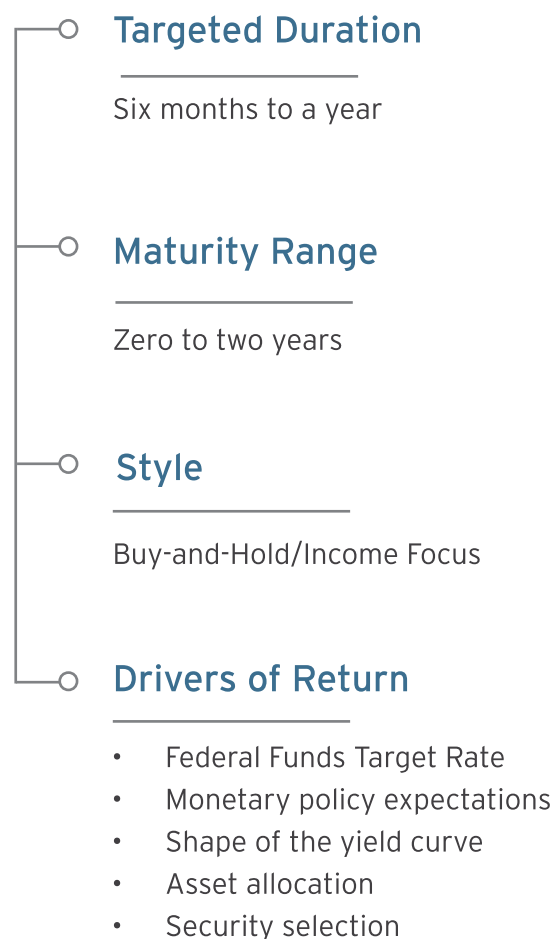 Targeted Duration
Six months to a year
Maturity Range
Zero to two years
Style
Buy-and-Hold/Income Focus
Drivers of Return
• Federal Funds Target Rate
• Monetary policy expectations
• Shape of the yield curve
• Asset allocation
• Security selection